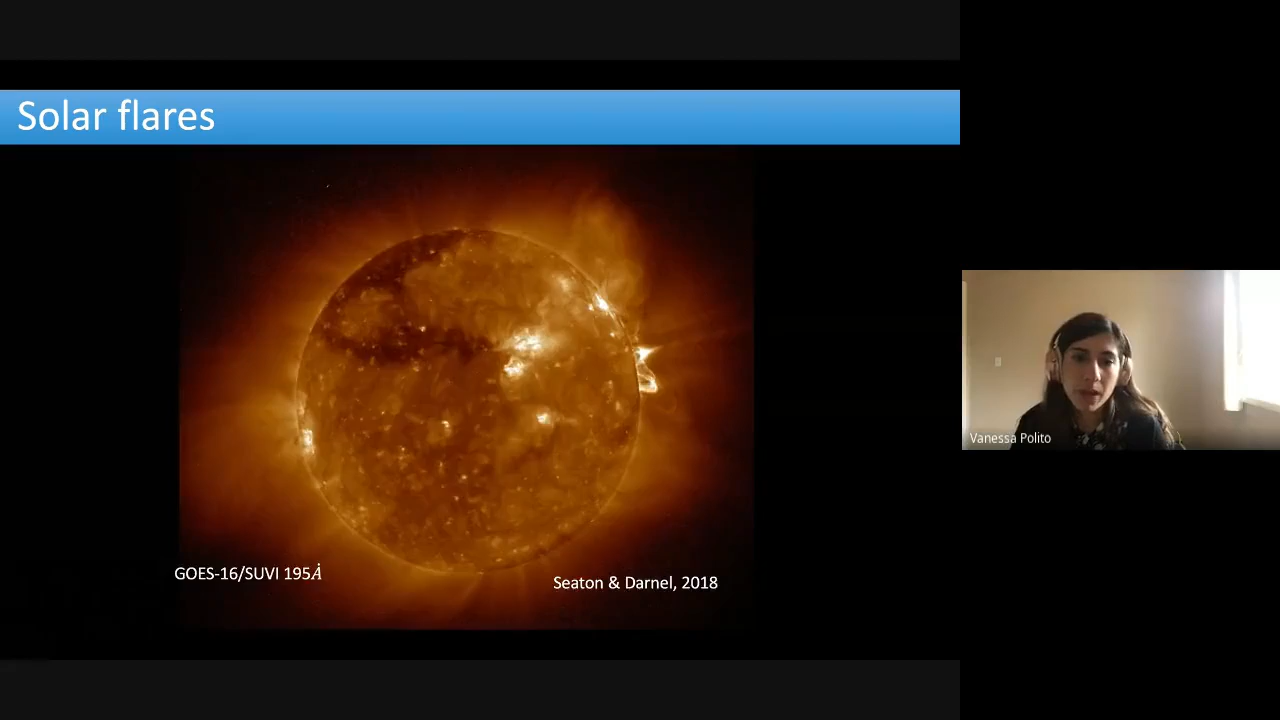 Solar flares
GOES-16/SUVI 195Å
Seaton & Darnel, 2018
Vanessa Polito